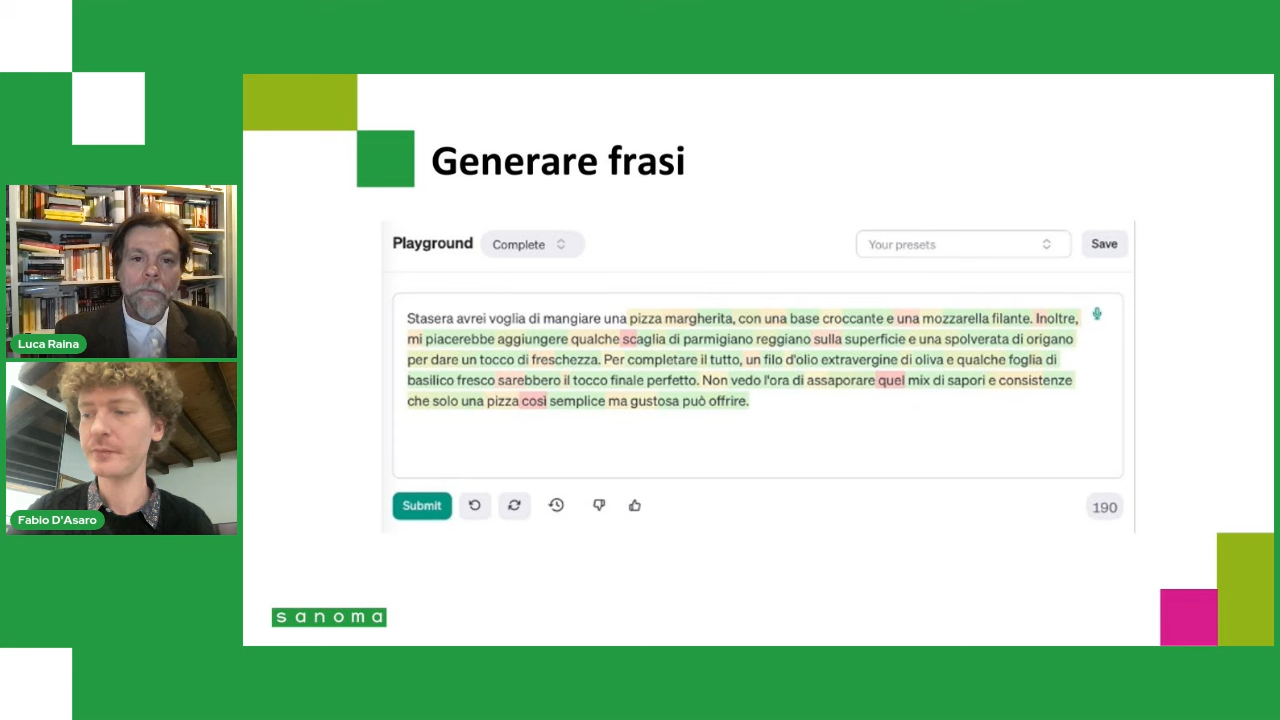 Generare frasi
Playground
Complete
Your presets
Save
Stasera avrei voglia di mangiare una pizza margherita, con una base croccante e una mozzarella filante. Inoltre,
mi piacerebbe aggiungere qualche scaglia di parmigiano reggiano sulla superficie e una spolverata di origano
per dare un tocco di freschezza. Per completare il tutto, un filo d'olio extravergine di oliva e qualche foglia di
basilico fresco sarebbero il tocco finale perfetto. Non vedo l'ora di assaporare quel mix di sapori e consistenze
che solo una pizza così semplice ma gustosa può offrire.
Submit
190
Luca Raina
Fabio D'Asaro
sanoma